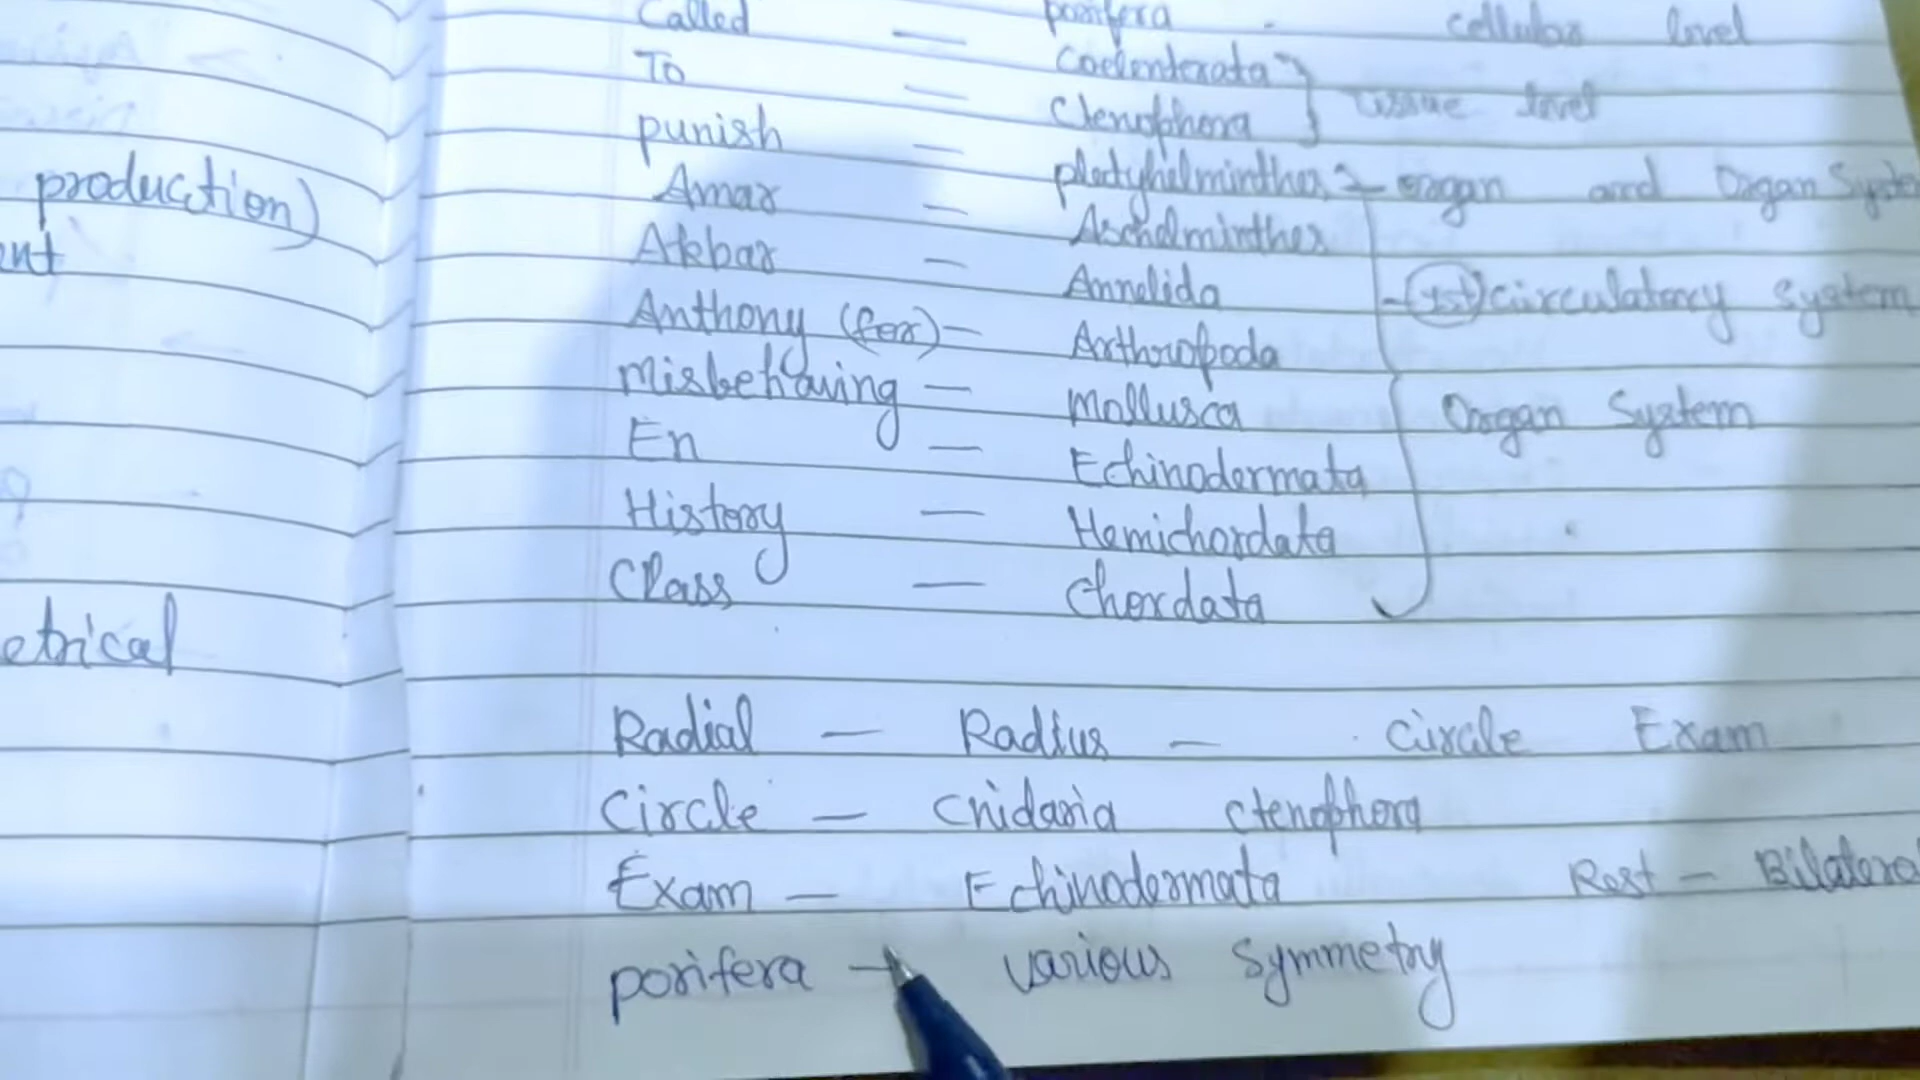 production)
ent
etrical
Called — porifera - cellular level
To — Coelenterata
punish — Ctenophora } tissue level
Amar — platyhelminthes - organ and Organ Syste
Akbar — Aschelminthes
Anthony (for) — Annelida - (1st) circulatory system
Misbehaving — Arthropoda
En — Mollusca Organ System
History — Echinodermata
Class — Hemichordata
Chordata
Radial — Radius — Circle Exam
Circle — Cnidaria ctenophora
Exam — Echinodermata Rest — Bilatera
porifera — various symmetry